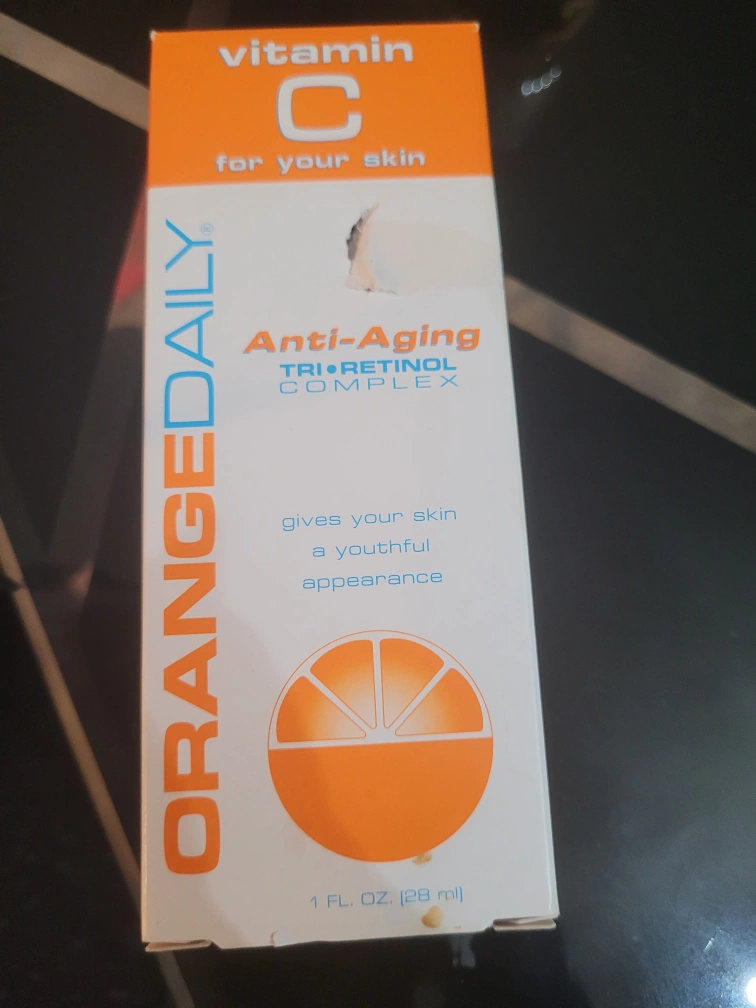 vitamin
C
for your skin
ORANGEDAILY®
Anti-Aging
TRI•RETINOL
COMPLEX
gives your skin
a youthful
appearance
1 FL. OZ. (28 ml)